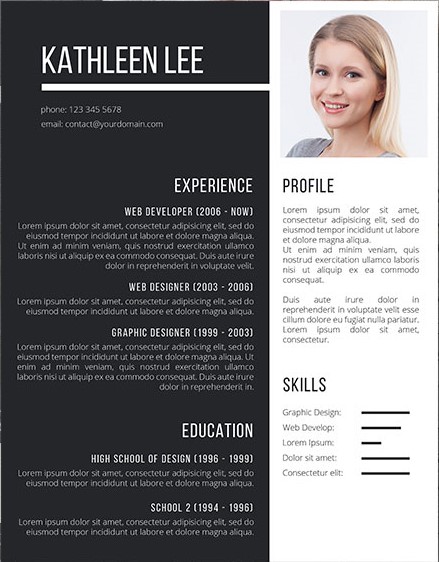 KATHLEEN LEE
phone: 123 345 5678
email: contact@yourdomain.com
EXPERIENCE
WEB DEVELOPER (2006 - NOW)
Lorem ipsum dolor sit amet, consectetur adipisicing elit, sed do
eiusmod tempor incididunt ut labore et dolore magna aliqua.
Ut enim ad minim veniam, quis nostrud exercitation ullamco
laboris nisi ut aliquip ex ea commodo consequat. Duis aute irure
dolor in reprehenderit in voluptate velit.
WEB DESIGNER (2003 - 2006)
Lorem ipsum dolor sit amet, consectetur adipisicing elit, sed do
eiusmod tempor incididunt ut labore et dolore magna aliqua.
GRAPHIC DESIGNER (1999 - 2003)
Lorem ipsum dolor sit amet, consectetur adipisicing elit, sed do
eiusmod tempor incididunt ut labore et dolore magna aliqua.
Ut enim ad minim veniam, quis nostrud exercitation ullamco
laboris nisi ut aliquip ex ea commodo consequat. Duis aute irure
dolor in reprehenderit in.
EDUCATION
HIGH SCHOOL OF DESIGN (1996 - 1999)
Lorem ipsum dolor sit amet, consectetur adipisicing elit, sed do
eiusmod tempor incididunt ut labore et dolore magna aliqua.
SCHOOL 2 (1994 - 1996)
Lorem ipsum dolor sit amet, consectetur adipisicing elit, sed do
eiusmod tempor incididunt ut labore et dolore magna aliqua.
PROFILE
Lorem ipsum dolor sit amet,
consectetur adipisicing elit, sed do
eiusmod tempor incididunt ut labore
et dolore magna aliqua.
Ut enim ad minim veniam, quis
nostrud exercitation ullamco laboris
nisi ut aliquip ex ea commodo
consequat.
Duis aute irure dolor in
reprehenderit in voluptate velit esse
cillum dolore eu fugiat nulla pariatur.
Lorem ipsum dolor sit amet,
consectetur.
SKILLS
Graphic Design:
Web Develop:
Lorem Ipsum:
Dolor sit amet:
Consectetur elit: